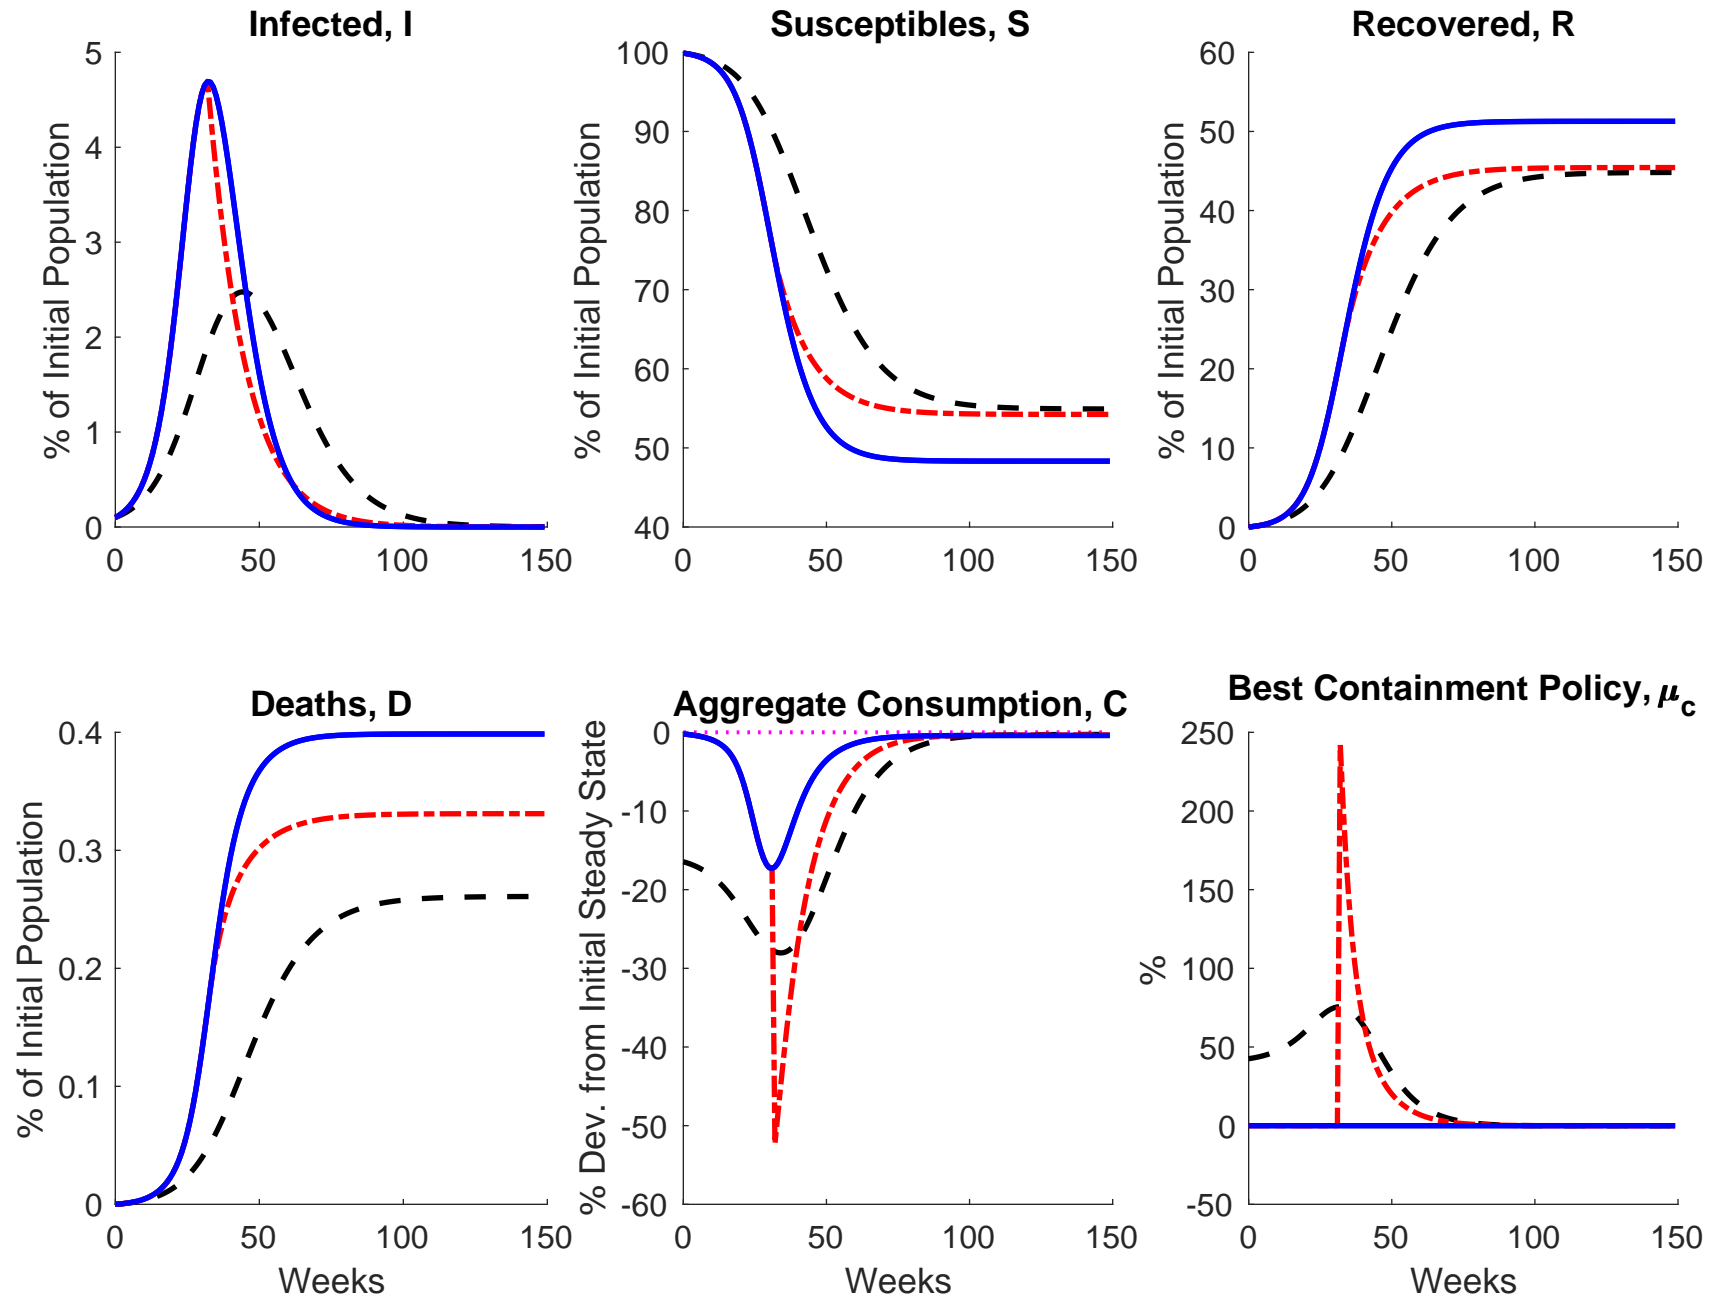 Infected, I
% of Initial Population
5
4
3
2
1
0
0 50 100 150
Susceptibles, S
% of Initial Population
100
90
80
70
60
50
40
0 50 100 150
Recovered, R
% of Initial Population
60
50
40
30
20
10
0
0 50 100 150
Deaths, D
% of Initial Population
0.4
0.3
0.2
0.1
0
0 50 100 150
Weeks
Aggregate Consumption, C
% Dev. from Initial Steady State
0
-10
-20
-30
-40
-50
-60
0 50 100 150
Weeks
Best Containment Policy, μc
%
250
200
150
100
50
0
-50
0 50 100 150
Weeks